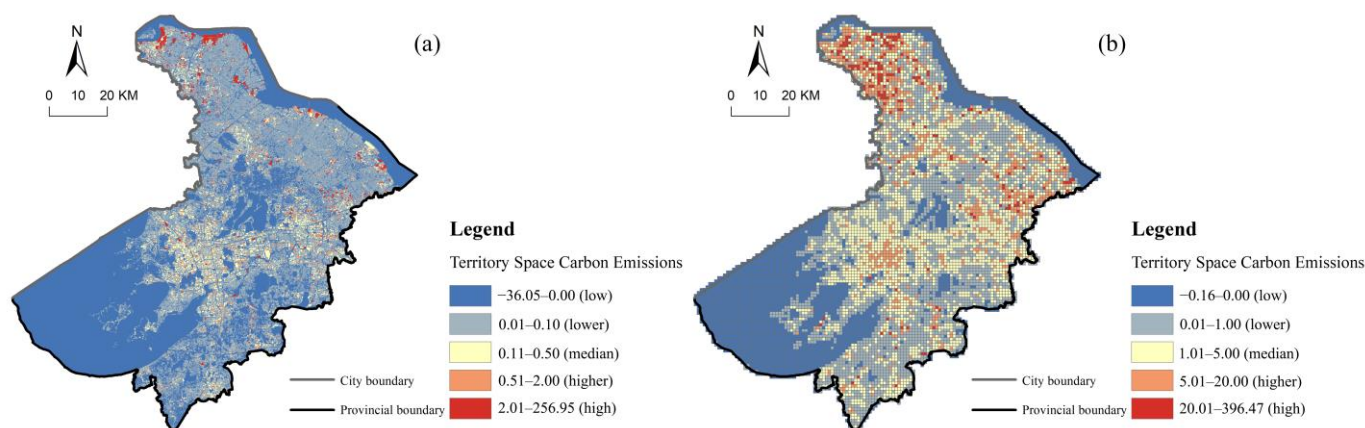 N
0 10 20 KM
(a)
Legend
Territory Space Carbon Emissions
−36.05–0.00 (low)
0.01–0.10 (lower)
0.11–0.50 (median)
0.51–2.00 (higher)
2.01–256.95 (high)
City boundary
Provincial boundary
N
0 10 20 KM
(b)
Legend
Territory Space Carbon Emissions
−0.16–0.00 (low)
0.01–1.00 (lower)
1.01–5.00 (median)
5.01–20.00 (higher)
20.01–396.47 (high)
City boundary
Provincial boundary